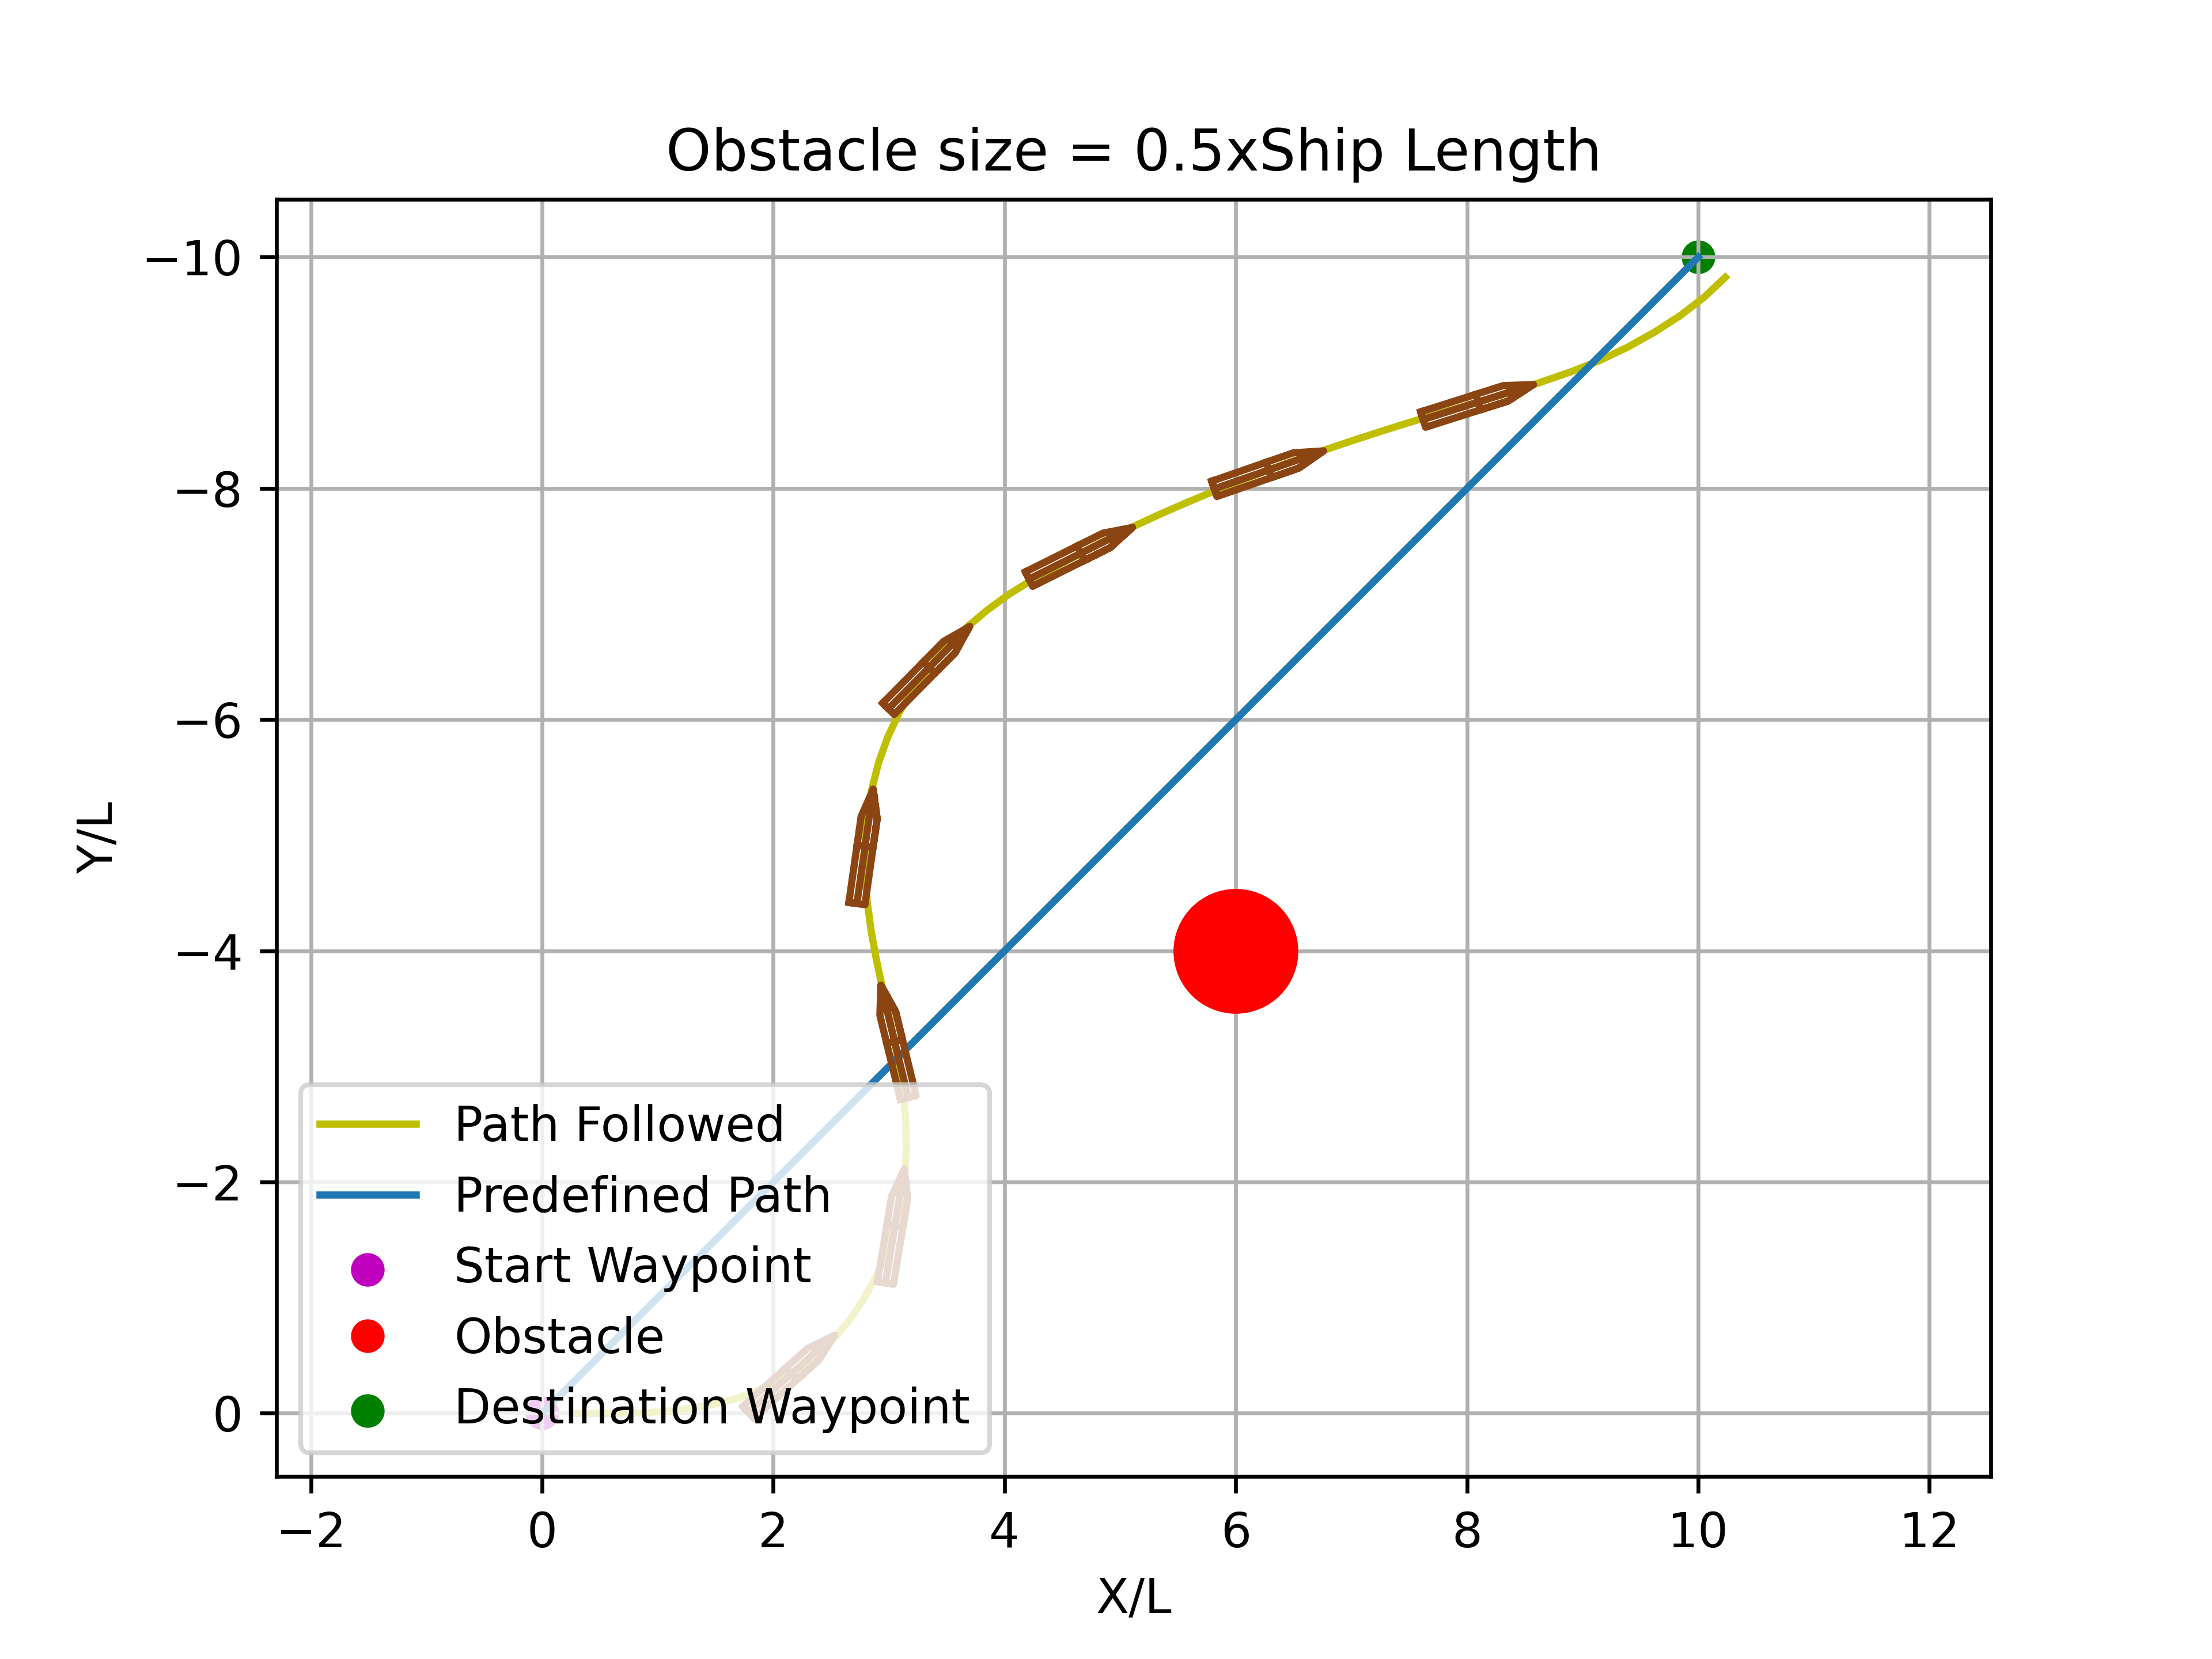 Obstacle size = 0.5xShip Length
Y/L
−10
−8
−6
−4
−2
0
Path Followed
Predefined Path
Start Waypoint
Obstacle
Destination Waypoint
−2 0 2 4 6 8 10 12
X/L